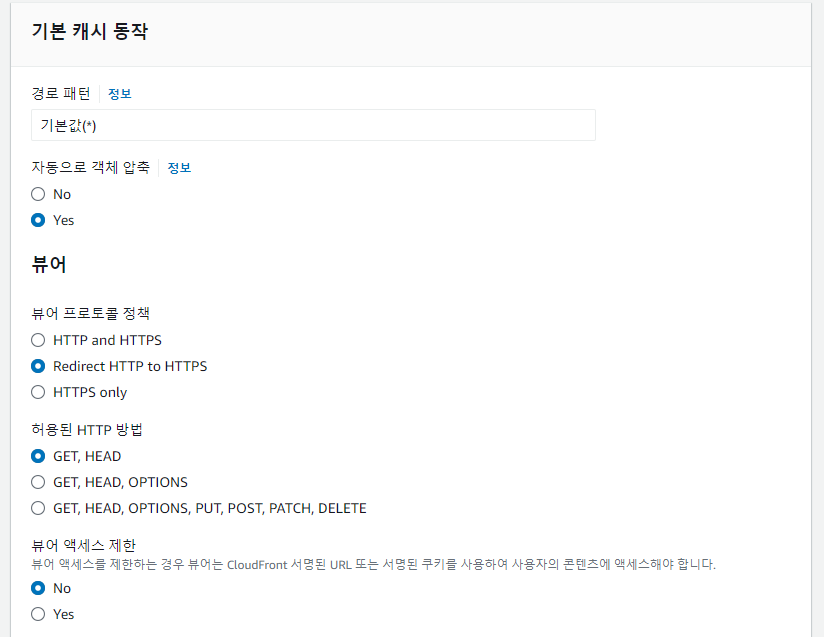 기본 캐시 동작
경로 패턴 정보
기본값(*)
자동으로 객체 압축 정보
No
Yes
뷰어
뷰어 프로토콜 정책
HTTP and HTTPS
Redirect HTTP to HTTPS
HTTPS only
허용된 HTTP 방법
GET, HEAD
GET, HEAD, OPTIONS
GET, HEAD, OPTIONS, PUT, POST, PATCH, DELETE
뷰어 액세스 제한
뷰어 액세스를 제한하는 경우 뷰어는 CloudFront 서명된 URL 또는 서명된 쿠키를 사용하여 사용자의 콘텐츠에 액세스해야 합니다.
No
Yes